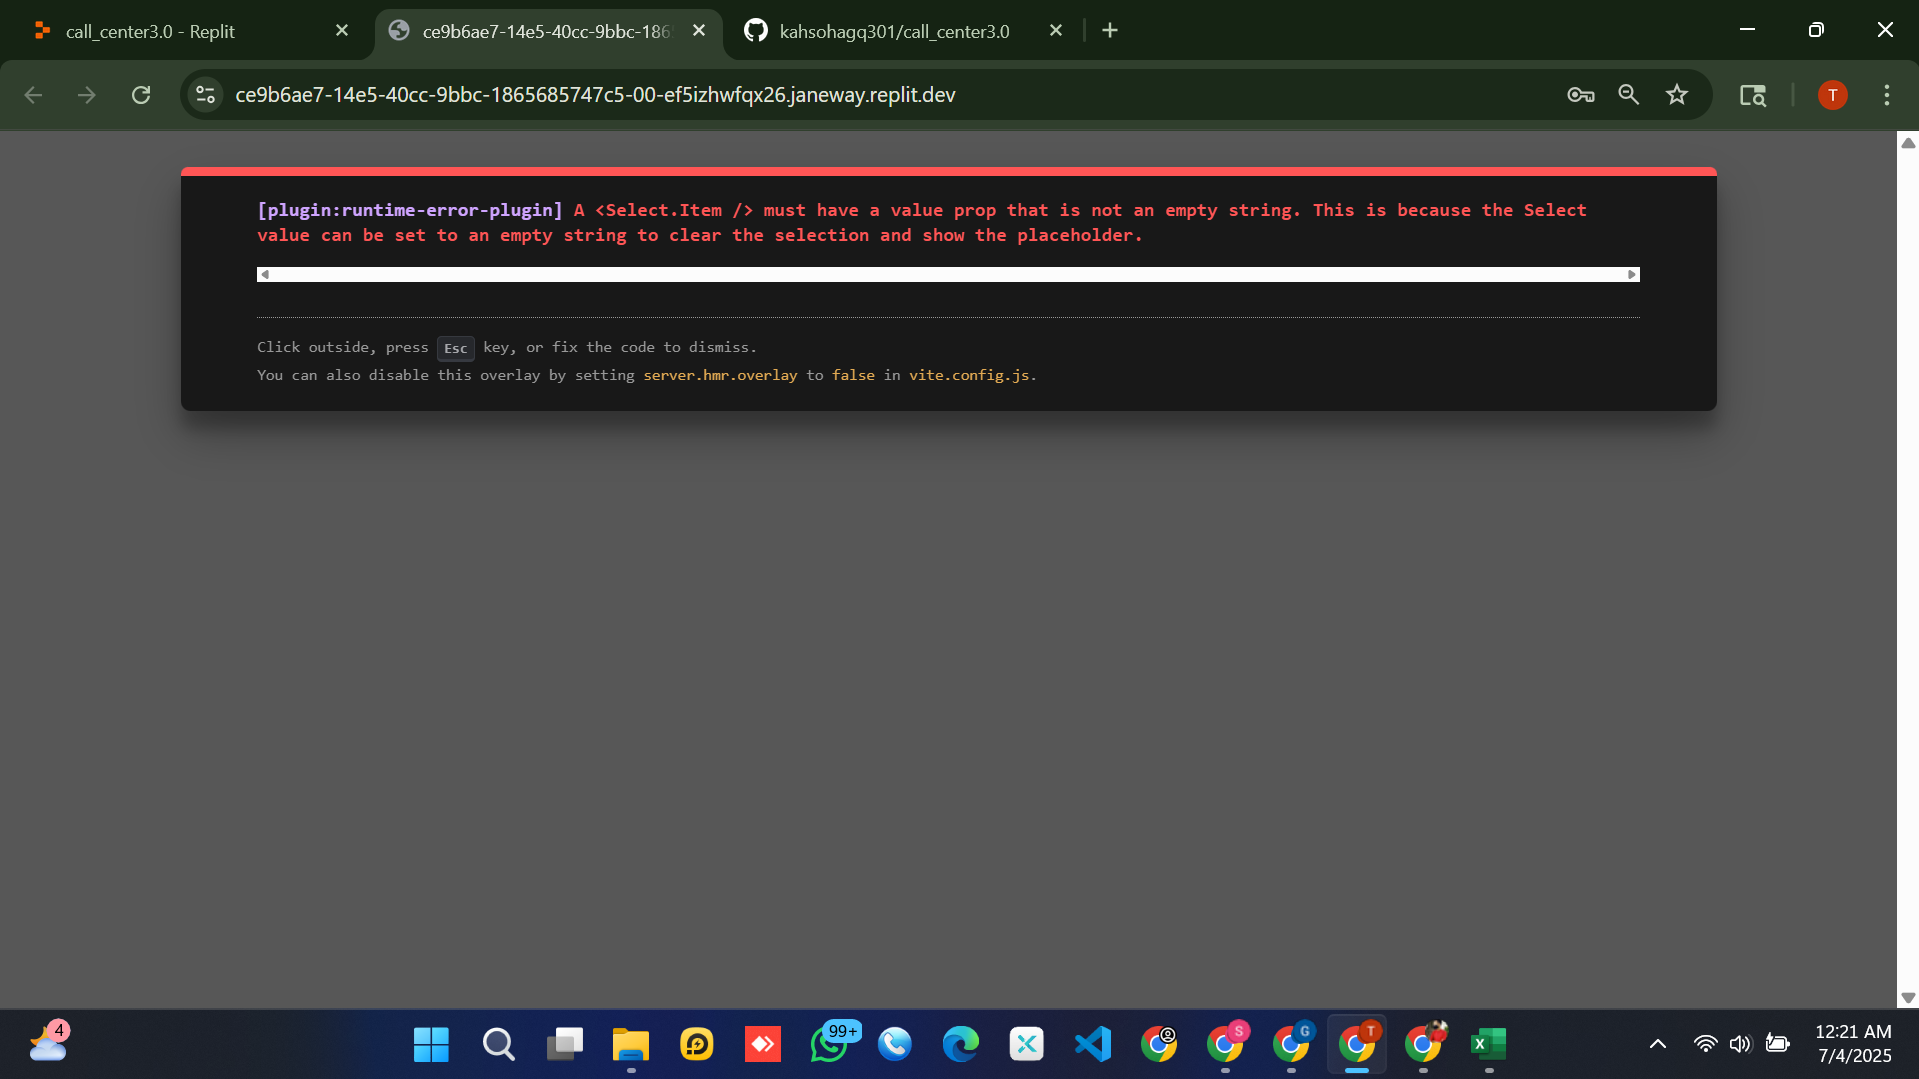 call_center3.0 - Replit
ce9b6ae7-14e5-40cc-9bbc-186
kahsohagq301/call_center3.0
ce9b6ae7-14e5-40cc-9bbc-1865685747c5-00-ef5izhwfqx26.janeway.replit.dev
T
[plugin:runtime-error-plugin] A <Select.Item /> must have a value prop that is not an empty string. This is because the Select
value can be set to an empty string to clear the selection and show the placeholder.
Click outside, press Esc key, or fix the code to dismiss.
You can also disable this overlay by setting server.hmr.overlay to false in vite.config.js.
4
99+
S
G
T
X
12:21 AM
7/4/2025